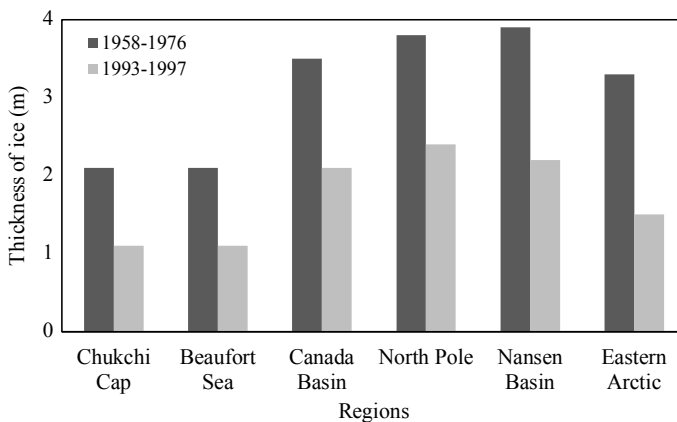 4
1958-1976
1993-1997
3
2
1
0
Thickness of ice (m)
Chukchi
Cap
Beaufort
Sea
Canada
Basin
North Pole
Nansen
Basin
Eastern
Arctic
Regions